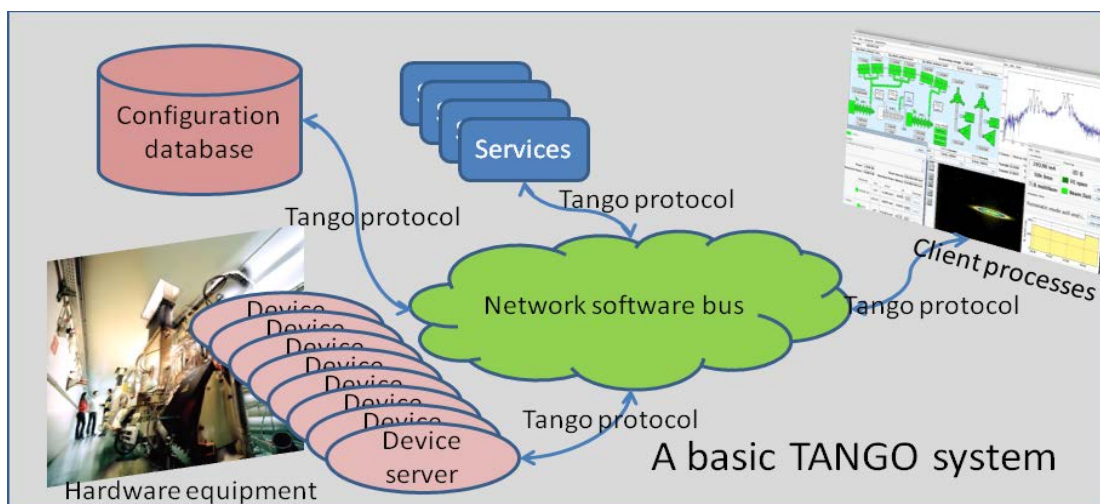 Configuration
database
S
S
S
Services
Tango protocol
Tango protocol
Client processes
Network software bus
Tango protocol
Device
Device
Device
Device
Device
Device
Device
Device
server
Tango protocol
A basic TANGO system
Hardware equipment